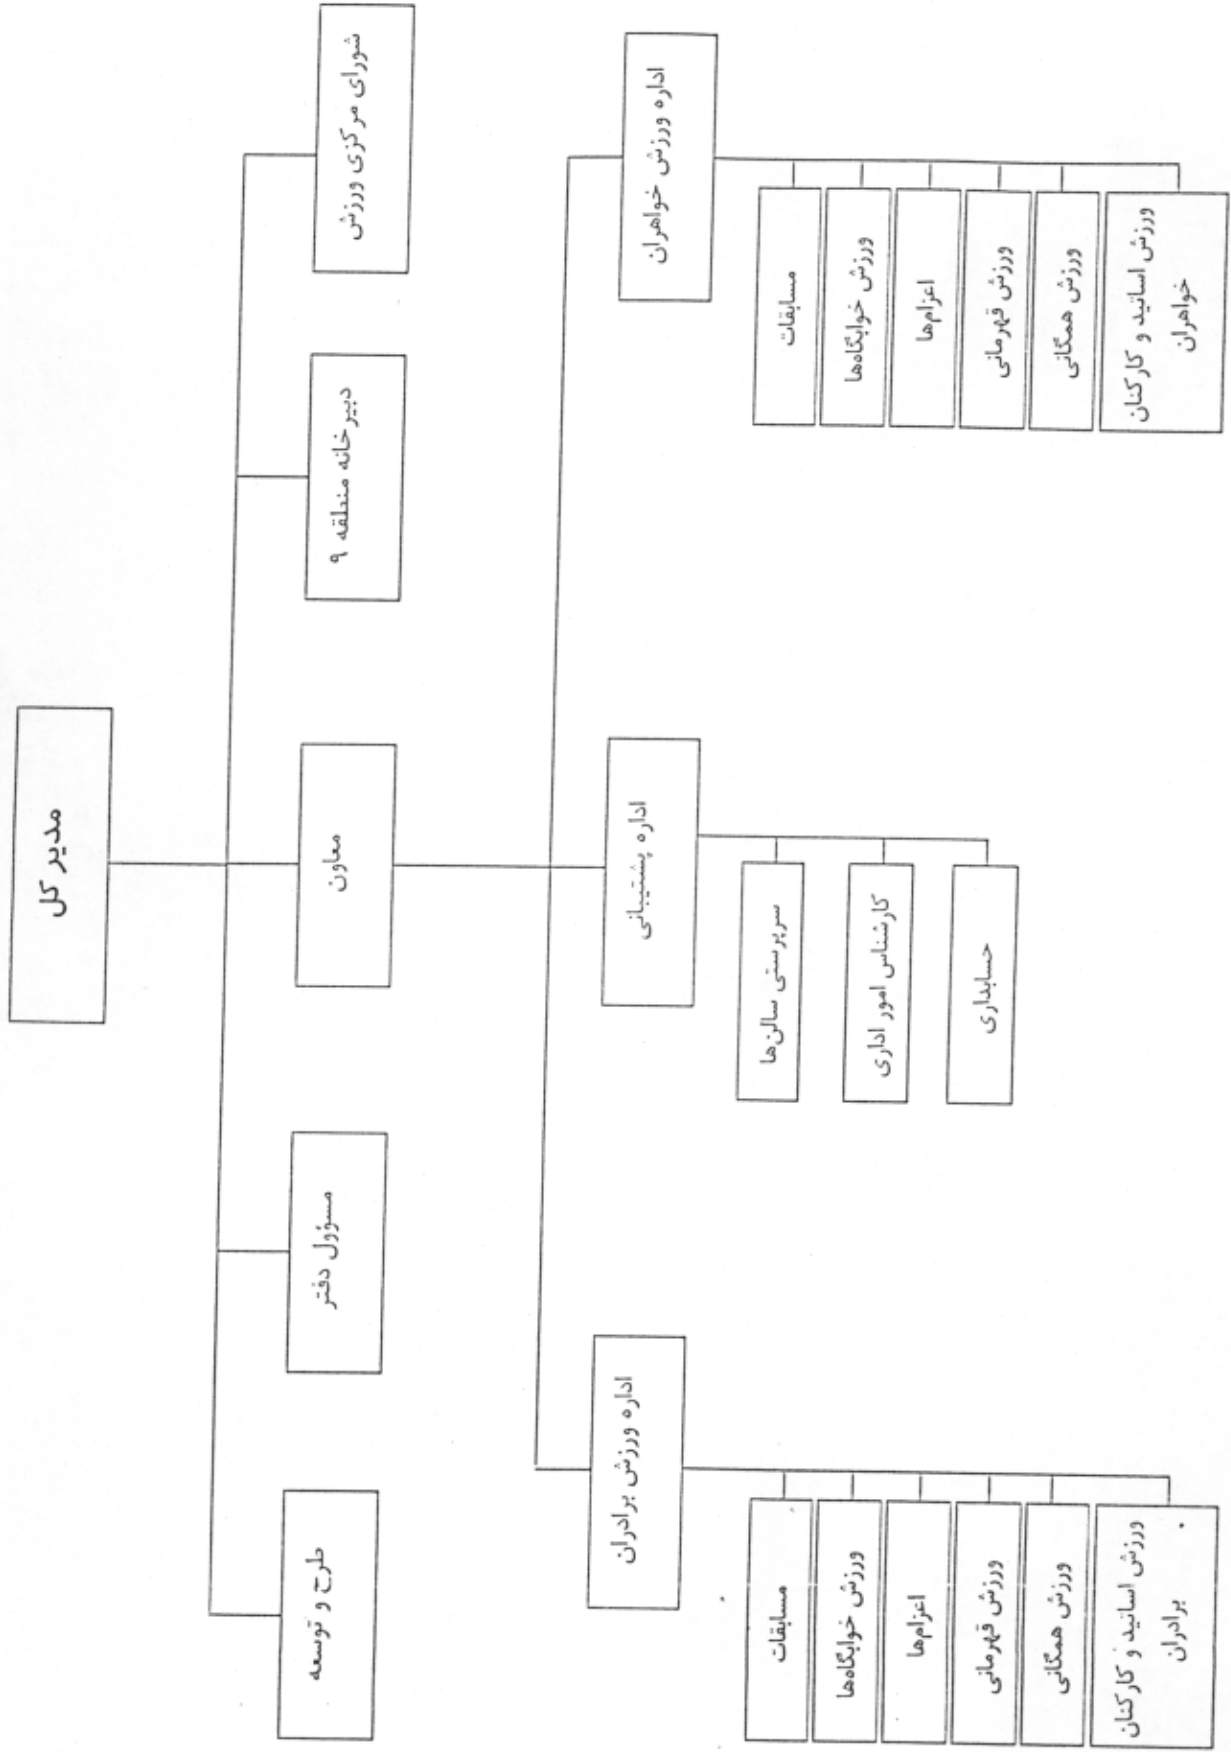 مدیر کل
شورای مرکزی ورزش
دبیرخانه منطقه ۹
معاون
مسؤول دفتر
طرح و توسعه
اداره ورزش خواهران
اداره پشتیبانی
اداره ورزش برادران
مسابقات
ورزش خوابگاه‌ها
اعزام‌ها
ورزش قهرمانی
ورزش همگانی
ورزش اساتید و کارکنان
خواهران
سرپرستی سالن‌ها
کارشناس امور اداری
حسابداری
مسابقات
ورزش خوابگاه‌ها
اعزام‌ها
ورزش قهرمانی
ورزش همگانی
ورزش اساتید و کارکنان
برادران